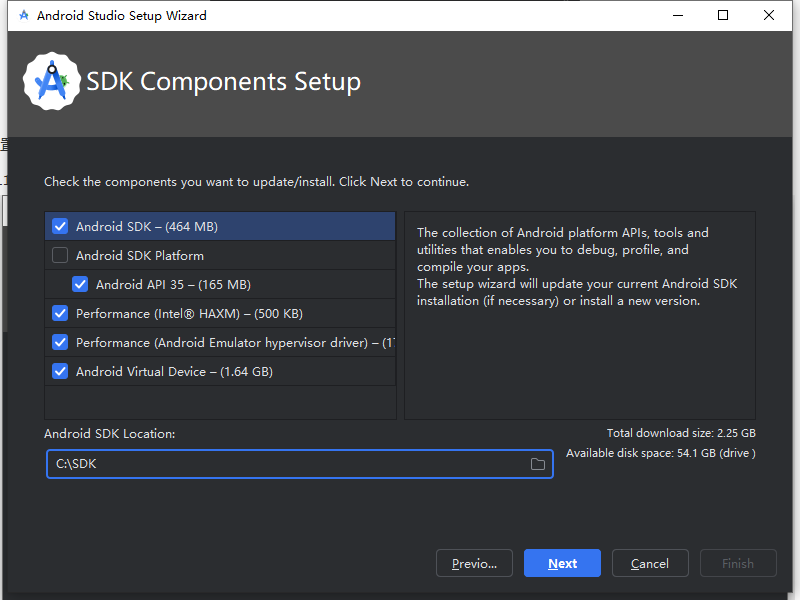 Android Studio Setup Wizard
SDK Components Setup
Check the components you want to update/install. Click Next to continue.
Android SDK – (464 MB)
Android SDK Platform
Android API 35 – (165 MB)
Performance (Intel® HAXM) – (500 KB)
Performance (Android Emulator hypervisor driver) –
Android Virtual Device – (1.64 GB)
The collection of Android platform APIs, tools and
utilities that enables you to debug, profile, and
compile your apps.
The setup wizard will update your current Android SDK
installation (if necessary) or install a new version.
Android SDK Location:
C:\SDK
Total download size: 2.25 GB
Available disk space: 54.1 GB (drive )
Previo...
Next
Cancel
Finish